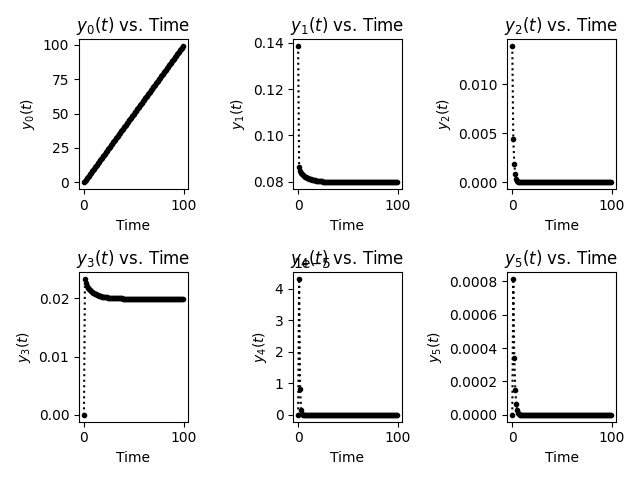 y₀(t) vs. Time
100
75
50
25
0
y₀(t)
0 100
Time
y₁(t) vs. Time
0.14
0.12
0.10
0.08
y₁(t)
0 100
Time
y₂(t) vs. Time
0.010
0.005
0.000
y₂(t)
0 100
Time
y₃(t) vs. Time
0.02
0.01
0.00
y₃(t)
0 100
Time
y₄(t) vs. Time
1e−5
4
3
2
1
0
y₄(t)
0 100
Time
y₅(t) vs. Time
0.0008
0.0006
0.0004
0.0002
0.0000
y₅(t)
0 100
Time